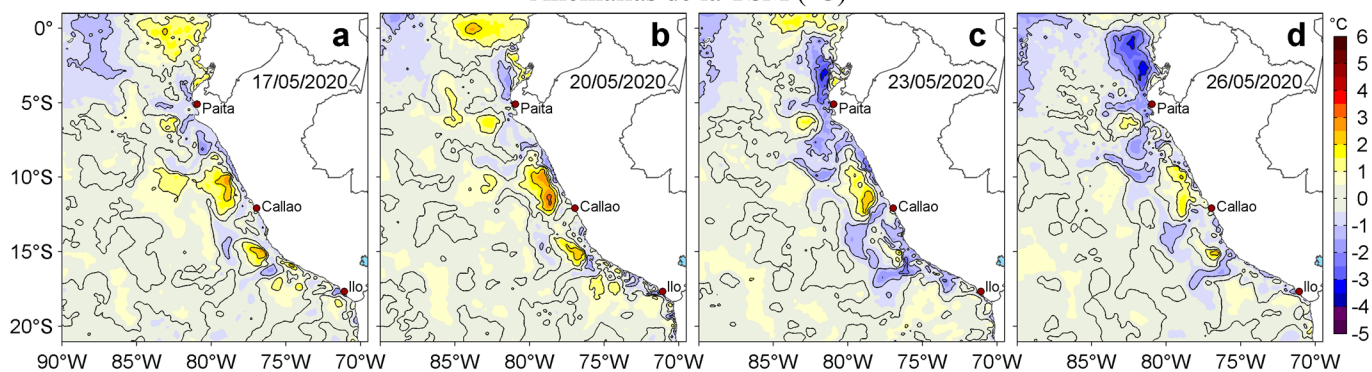 a
b
c
d
17/05/2020
20/05/2020
23/05/2020
26/05/2020
0°
5°S
10°S
15°S
20°S
Paita
Callao
Ilo
Paita
Callao
Ilo
Paita
Callao
Ilo
Paita
Callao
Ilo
90°W 85°W 80°W 75°W 70°W
85°W 80°W 75°W 70°W
85°W 80°W 75°W 70°W
85°W 80°W 75°W 70°W
°C
6
5
4
3
2
1
0
-1
-2
-3
-4
-5